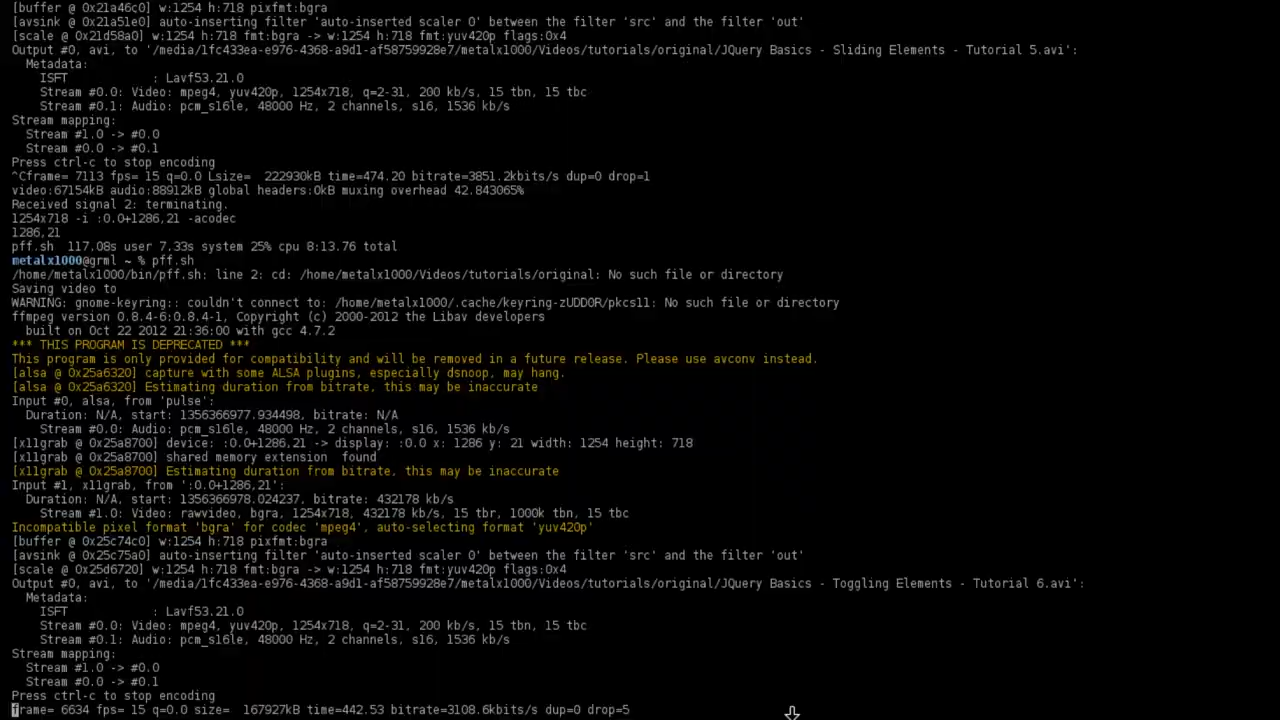 [buffer @ 0x21a46c0] w:1254 h:718 pixfmt:bgra
[avsink @ 0x21a51e0] auto-inserting filter 'auto-inserted scaler 0' between the filter 'src' and the filter 'out'
[scale @ 0x21d58a0] w:1254 h:718 fmt:bgra -> w:1254 h:718 fmt:yuv420p flags:0x4
Output #0, avi, to '/media/1fc433ea-e976-4368-a9d1-af58759928e7/metalx1000/Videos/tutorials/original/JQuery Basics - Sliding Elements - Tutorial 5.avi':
Metadata:
ISFT : Lavf53.21.0
Stream #0.0: Video: mpeg4, yuv420p, 1254x718, q=2-31, 200 kb/s, 15 tbn, 15 tbc
Stream #0.1: Audio: pcm_s16le, 48000 Hz, 2 channels, s16, 1536 kb/s
Stream mapping:
Stream #1.0 -> #0.0
Stream #0.0 -> #0.1
Press ctrl-c to stop encoding
^Cframe= 7113 fps= 15 q=0.0 Lsize= 222930kB time=474.20 bitrate=3851.2kbits/s dup=0 drop=1
video:67154kB audio:88912kB global headers:0kB muxing overhead 42.843065%
Received signal 2: terminating.
1254x718 -i :0.0+1286,21 -acodec
1286,21
pff.sh 117.08s user 7.33s system 25% cpu 8:13.76 total
metalx1000@grml ~ % pff.sh
/home/metalx1000/bin/pff.sh: line 2: cd: /home/metalx1000/Videos/tutorials/original: No such file or directory
Saving video to
WARNING: gnome-keyring:: couldn't connect to: /home/metalx1000/.cache/keyring-zUDD0R/pkcs11: No such file or directory
ffmpeg version 0.8.4-6:0.8.4-1, Copyright (c) 2000-2012 the Libav developers
built on Oct 22 2012 21:36:00 with gcc 4.7.2
*** THIS PROGRAM IS DEPRECATED ***
This program is only provided for compatibility and will be removed in a future release. Please use avconv instead.
[alsa @ 0x25a6320] capture with some ALSA plugins, especially dsnoop, may hang.
[alsa @ 0x25a6320] Estimating duration from bitrate, this may be inaccurate
Input #0, alsa, from 'pulse':
Duration: N/A, start: 1356366977.934498, bitrate: N/A
Stream #0.0: Audio: pcm_s16le, 48000 Hz, 2 channels, s16, 1536 kb/s
[x11grab @ 0x25a8700] device: :0.0+1286,21 -> display: :0.0 x: 1286 y: 21 width: 1254 height: 718
[x11grab @ 0x25a8700] shared memory extension  found
[x11grab @ 0x25a8700] Estimating duration from bitrate, this may be inaccurate
Input #1, x11grab, from ':0.0+1286,21':
Duration: N/A, start: 1356366978.024237, bitrate: 432178 kb/s
Stream #1.0: Video: rawvideo, bgra, 1254x718, 432178 kb/s, 15 tbr, 1000k tbn, 15 tbc
Incompatible pixel format 'bgra' for codec 'mpeg4', auto-selecting format 'yuv420p'
[buffer @ 0x25c74c0] w:1254 h:718 pixfmt:bgra
[avsink @ 0x25c75a0] auto-inserting filter 'auto-inserted scaler 0' between the filter 'src' and the filter 'out'
[scale @ 0x25d6720] w:1254 h:718 fmt:bgra -> w:1254 h:718 fmt:yuv420p flags:0x4
Output #0, avi, to '/media/1fc433ea-e976-4368-a9d1-af58759928e7/metalx1000/Videos/tutorials/original/JQuery Basics - Toggling Elements - Tutorial 6.avi':
Metadata:
ISFT : Lavf53.21.0
Stream #0.0: Video: mpeg4, yuv420p, 1254x718, q=2-31, 200 kb/s, 15 tbn, 15 tbc
Stream #0.1: Audio: pcm_s16le, 48000 Hz, 2 channels, s16, 1536 kb/s
Stream mapping:
Stream #1.0 -> #0.0
Stream #0.0 -> #0.1
Press ctrl-c to stop encoding
frame= 6634 fps= 15 q=0.0 size= 167927kB time=442.53 bitrate=3108.6kbits/s dup=0 drop=5